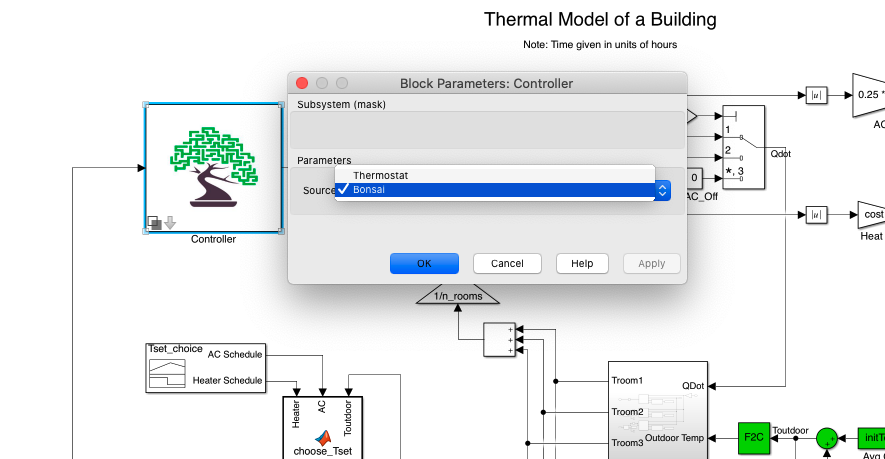 Thermal Model of a Building
Note: Time given in units of hours
Block Parameters: Controller
Subsystem (mask)
Parameters
Source
Thermostat
✓ Bonsai
OK
Cancel
Help
Apply
Controller
|u|
0.25 *
AC
1
2
*, 3
Qdot
0
AC_Off
|u|
cost
Heat
1/n_rooms
+
+
+
Tset_choice
AC Schedule
Heater Schedule
Heater
AC
Toutdoor
choose_Tset
Troom1
Troom2
Troom3
QDot
Outdoor Temp
F2C
Toutdoor
+
+
initT
Avg